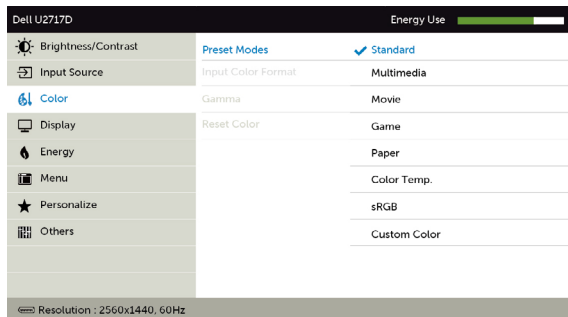 Dell U2717D
Energy Use
Brightness/Contrast
Input Source
Color
Display
Energy
Menu
Personalize
Others
Preset Modes
Input Color Format
Gamma
Reset Color
Standard
Multimedia
Movie
Game
Paper
Color Temp.
sRGB
Custom Color
Resolution : 2560x1440, 60Hz